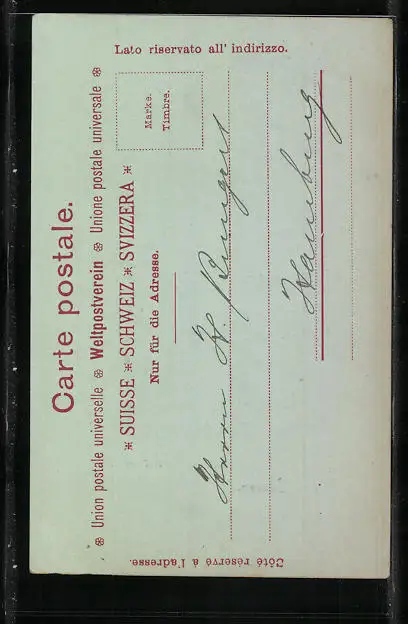 Carte postale.
Union postale universelle Weltpostverein Unione postale universale
SUISSE SCHWEIZ SVIZZERA
Nur für die Adresse.
Marke.
Timbre.
Lato riservato all' indirizzo.
Côté réservé à l'adresse.
Herrn
Hamburg